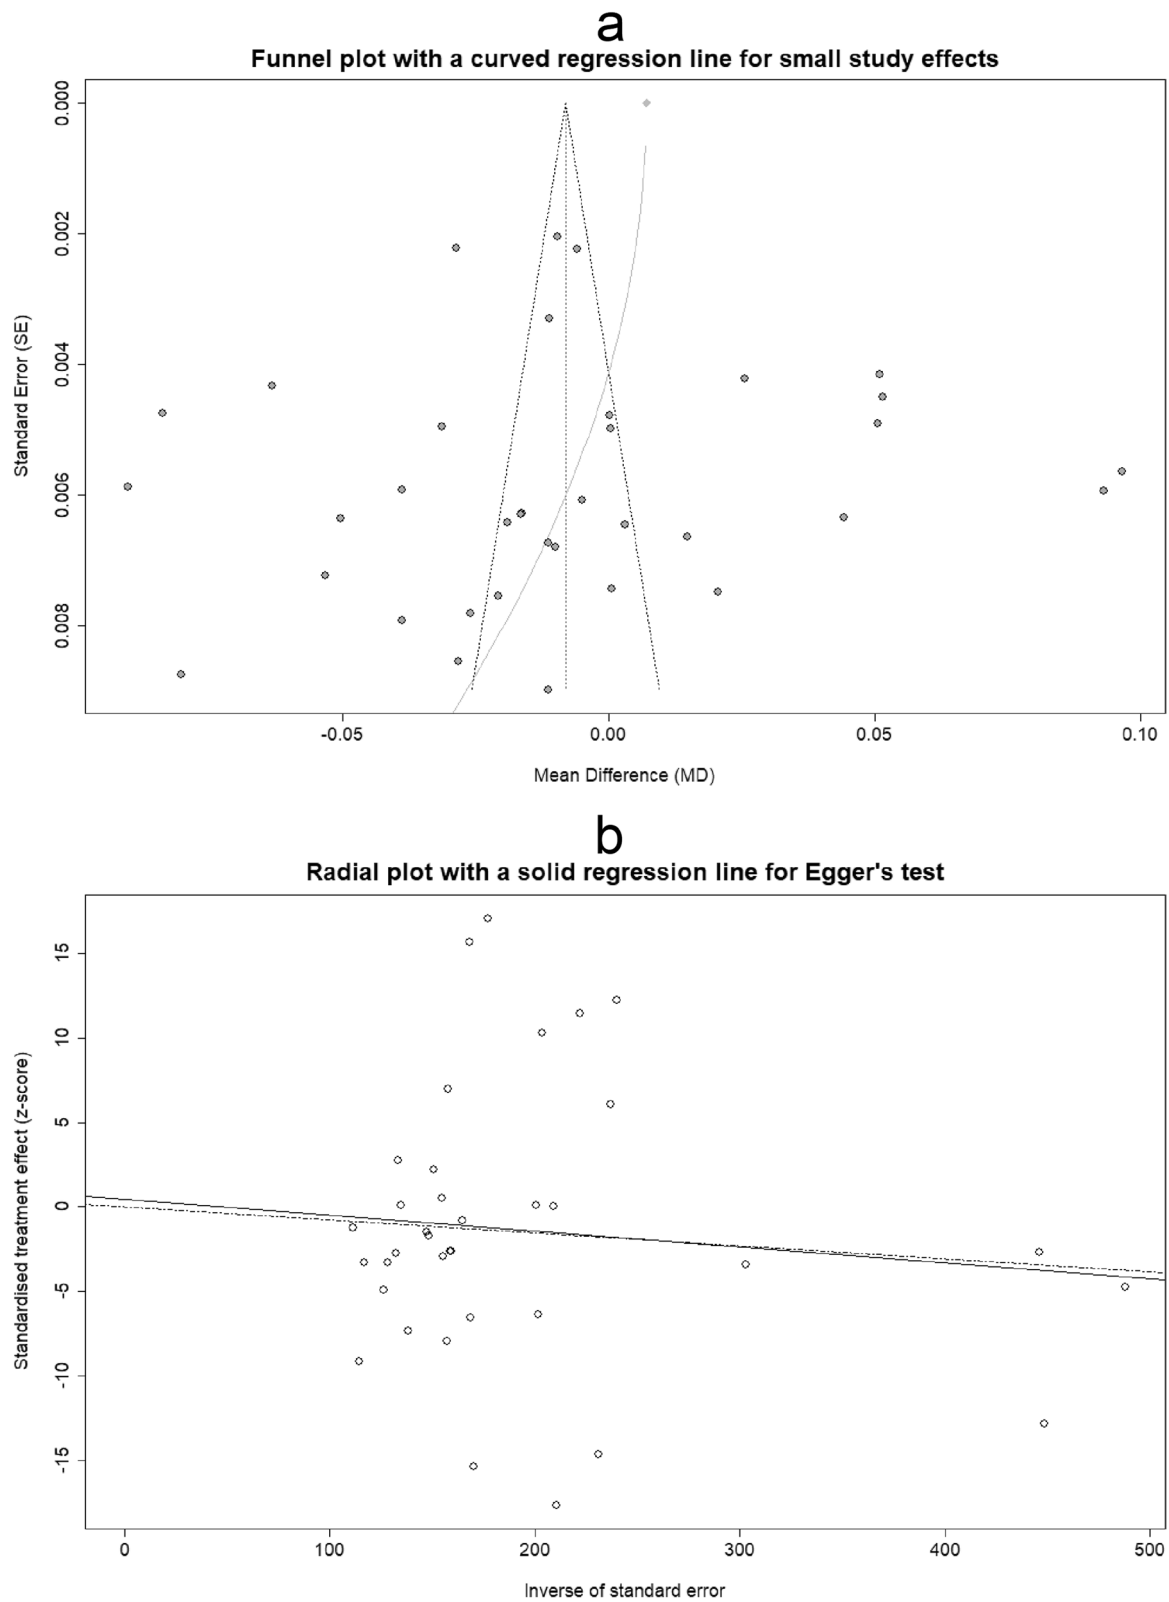 a
Funnel plot with a curved regression line for small study effects
0.000
0.002
0.004
0.006
0.008
Standard Error (SE)
-0.05
0.00
0.05
0.10
Mean Difference (MD)
b
Radial plot with a solid regression line for Egger's test
15
10
5
0
-5
-10
-15
Standardised treatment effect (z-score)
0
100
200
300
400
500
Inverse of standard error